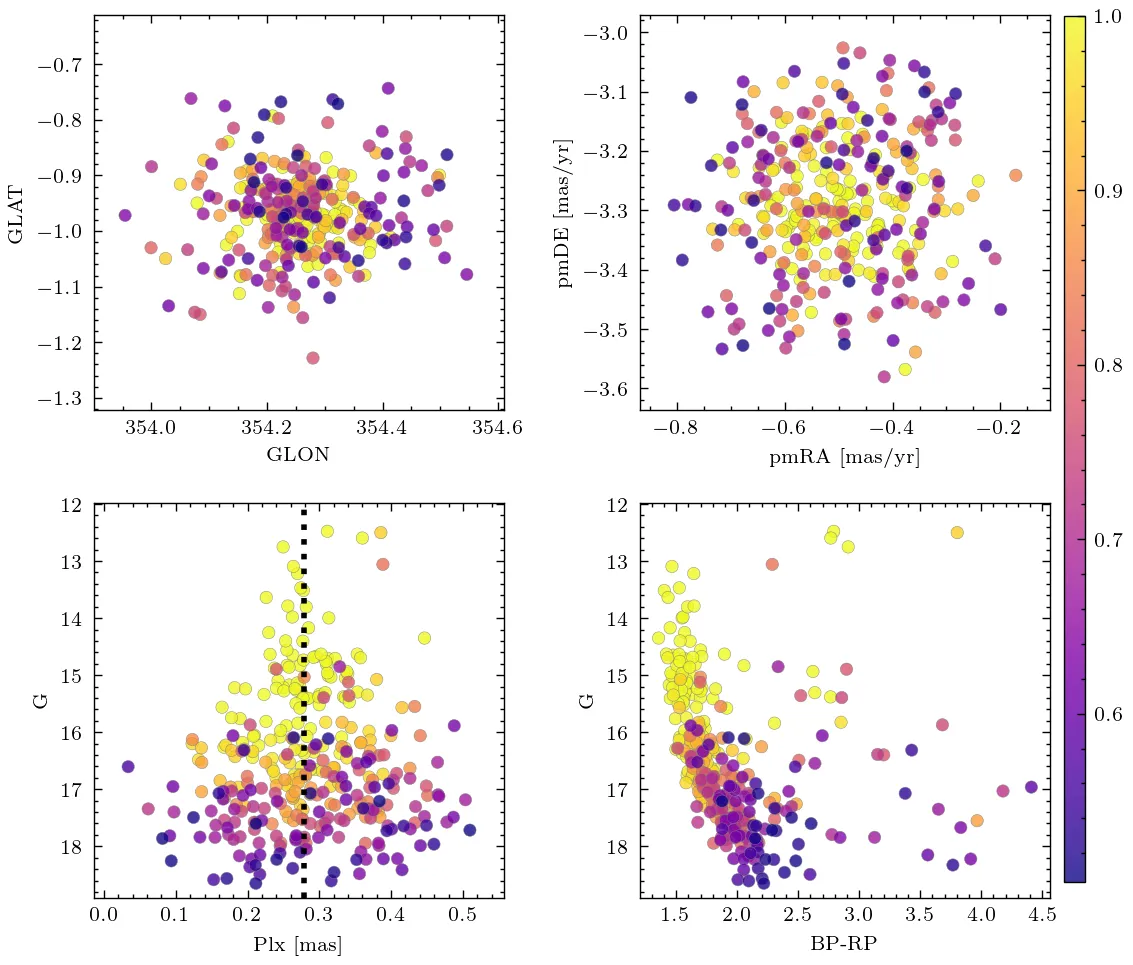 −0.7
−0.8
−0.9
−1.0
−1.1
−1.2
−1.3
GLAT
354.0 354.2 354.4 354.6
GLON
−3.0
−3.1
−3.2
−3.3
−3.4
−3.5
−3.6
pmDE [mas/yr]
−0.8 −0.6 −0.4 −0.2
pmRA [mas/yr]
1.0
0.9
0.8
0.7
0.6
12
13
14
15
16
17
18
G
0.0 0.1 0.2 0.3 0.4 0.5
Plx [mas]
12
13
14
15
16
17
18
G
1.5 2.0 2.5 3.0 3.5 4.0 4.5
BP-RP